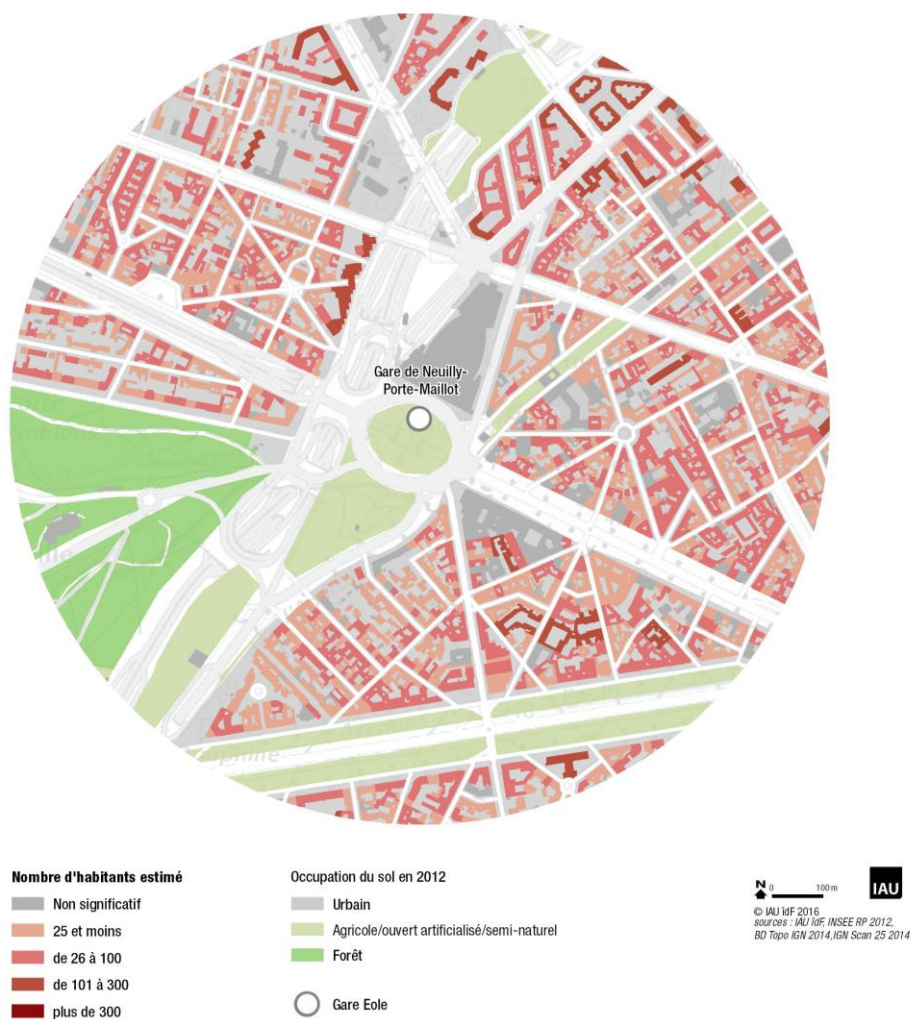 Gare de Neuilly-
Porte-Maillot
Nombre d'habitants estimé
Non significatif
25 et moins
de 26 à 100
de 101 à 300
plus de 300
Occupation du sol en 2012
Urbain
Agricole/ouvert artificialisé/semi-naturel
Forêt
Gare Eole
N 0 100 m
IAU
© IAU îdF 2016
sources : IAU îdF, INSEE RP 2012,
BD Topo IGN 2014,IGN Scan 25 2014